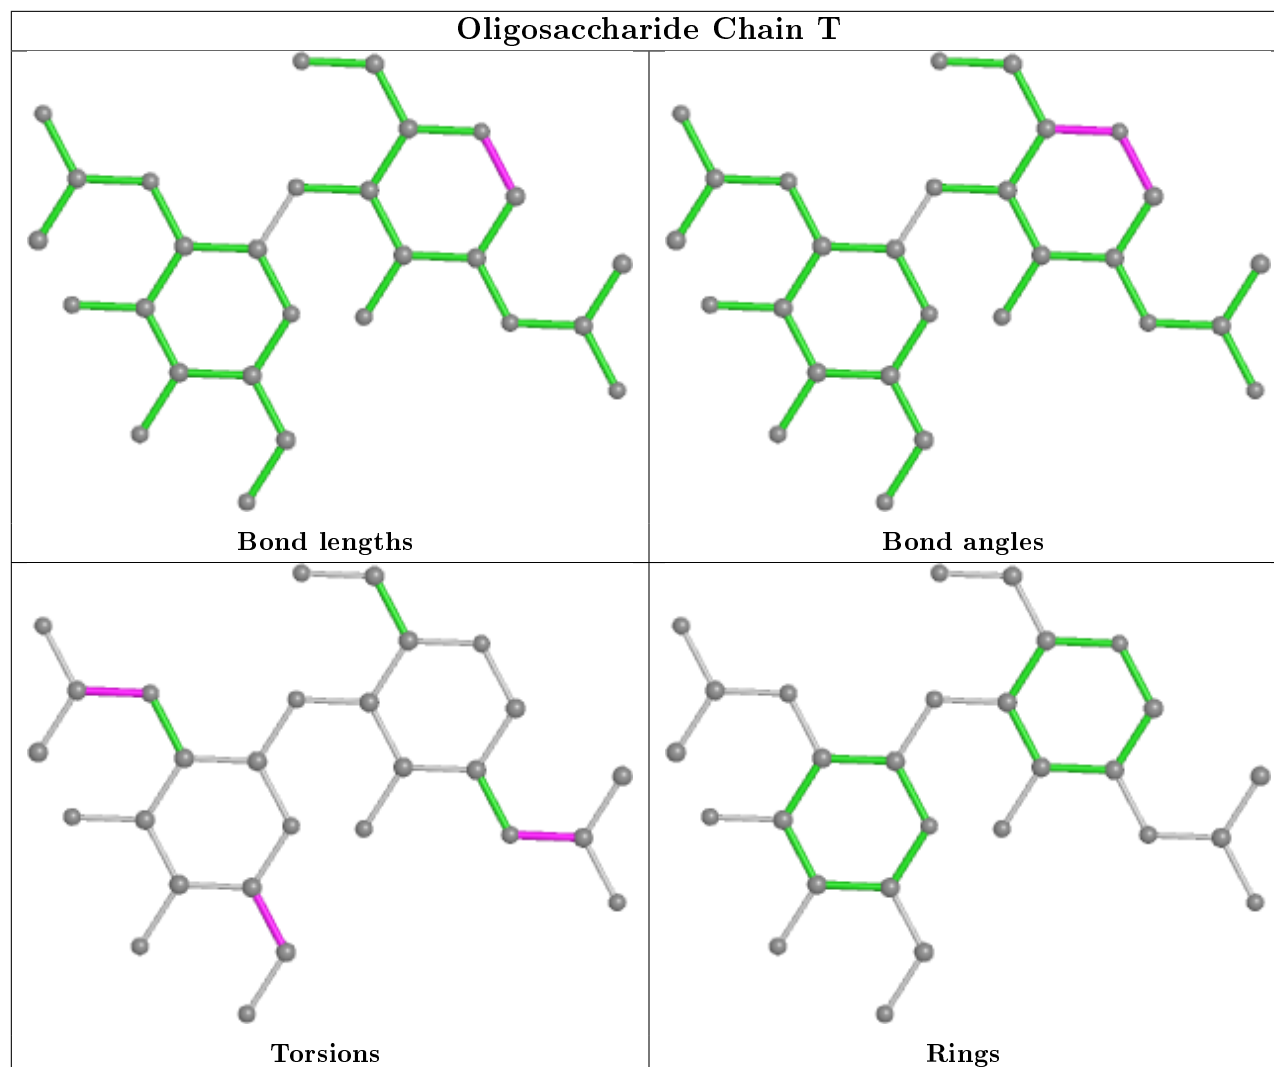 Oligosaccharide Chain T
Bond lengths
Bond angles
Torsions
Rings